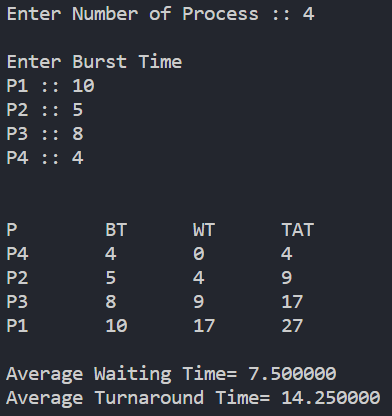 Enter Number of Process :: 4
Enter Burst Time
P1 :: 10
P2 :: 5
P3 :: 8
P4 :: 4
P BT WT TAT
P4 4 0 4
P2 5 4 9
P3 8 9 17
P1 10 17 27
Average Waiting Time= 7.500000
Average Turnaround Time= 14.250000